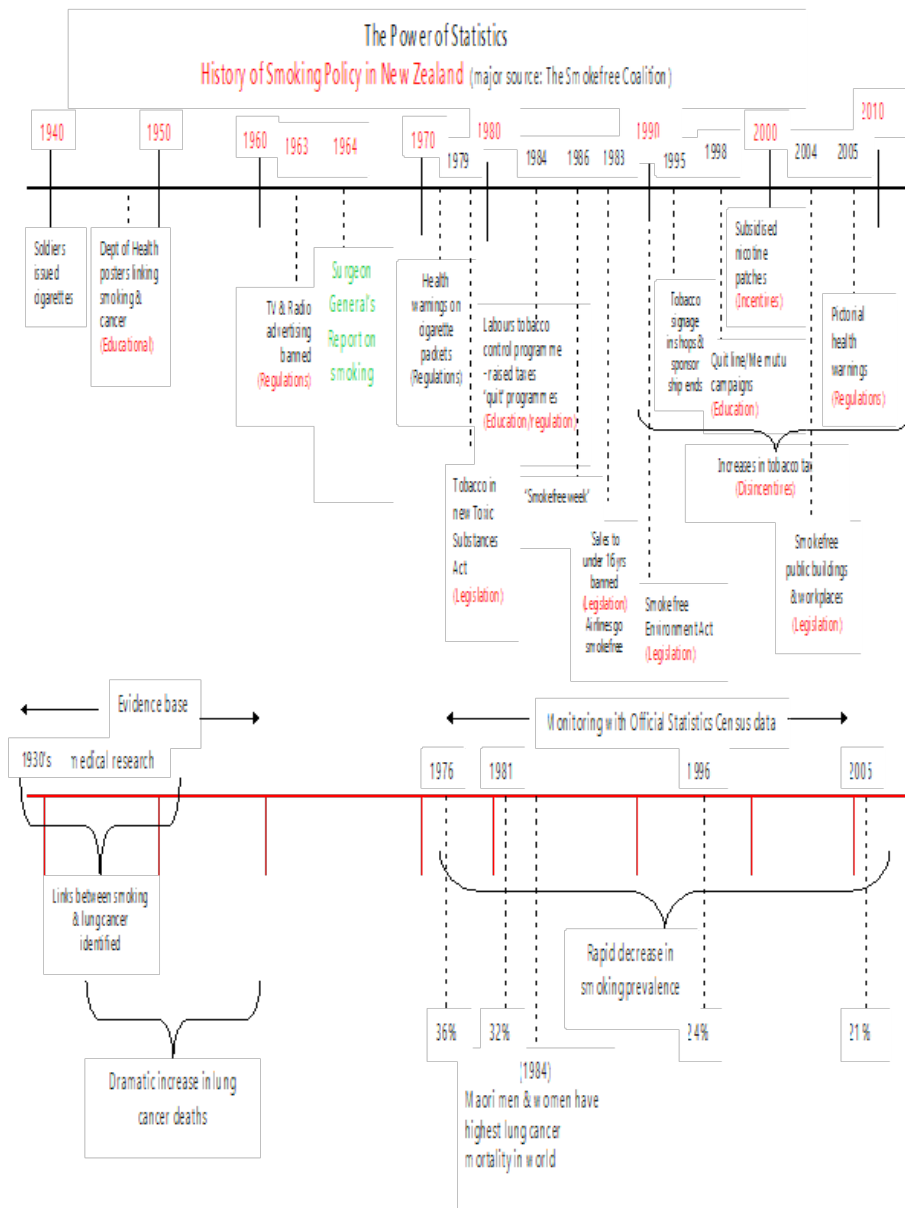 The Power of Statistics
History of Smoking Policy in New Zealand (major source: The Smokefree Coalition)
1940
1950
1960
1963
1964
1970
1979
1980
1984
1986
1983
1990
1995
1998
2000
2004
2005
2010
Soldiers
issued
cigarettes
Dept of Health
posters linking
smoking &
cancer
(Educational)
TV & Radio
advertising
banned
(Regulations)
Surgeon
General's
Report on
smoking
Health
warnings on
cigarette
packets
(Regulations)
Tobacco in
new Toxic
Substances
Act
(Legislation)
Labours tobacco
control programme
- raised taxes
'quit' programmes
(Education/regulation)
'Smokefree week'
'Sales to
under 16 yrs
banned
(Legislation)
Airlines go
smokefree
Smokefree
Environment Act
(Legislation)
Tobacco
signage
in shops &
sponsor
ship ends
Quit line/Me mutu
campaigns
(Education)
Subsidised
nicotine
patches
(Incentives)
Increases in tobacco tax
(Disincentives)
Smokefree
public buildings
& workplaces
(Legislation)
Pictorial
health
warnings
(Regulations)
Evidence base
1930's medical research
Monitoring with Official Statistics Census data
1976
1981
1996
2005
Links between smoking
& lung cancer
identified
Dramatic increase in lung
cancer deaths
Rapid decrease in
smoking prevalence
36%
32%
24%
21%
(1984)
Maori men & women have
highest lung cancer
mortality in world